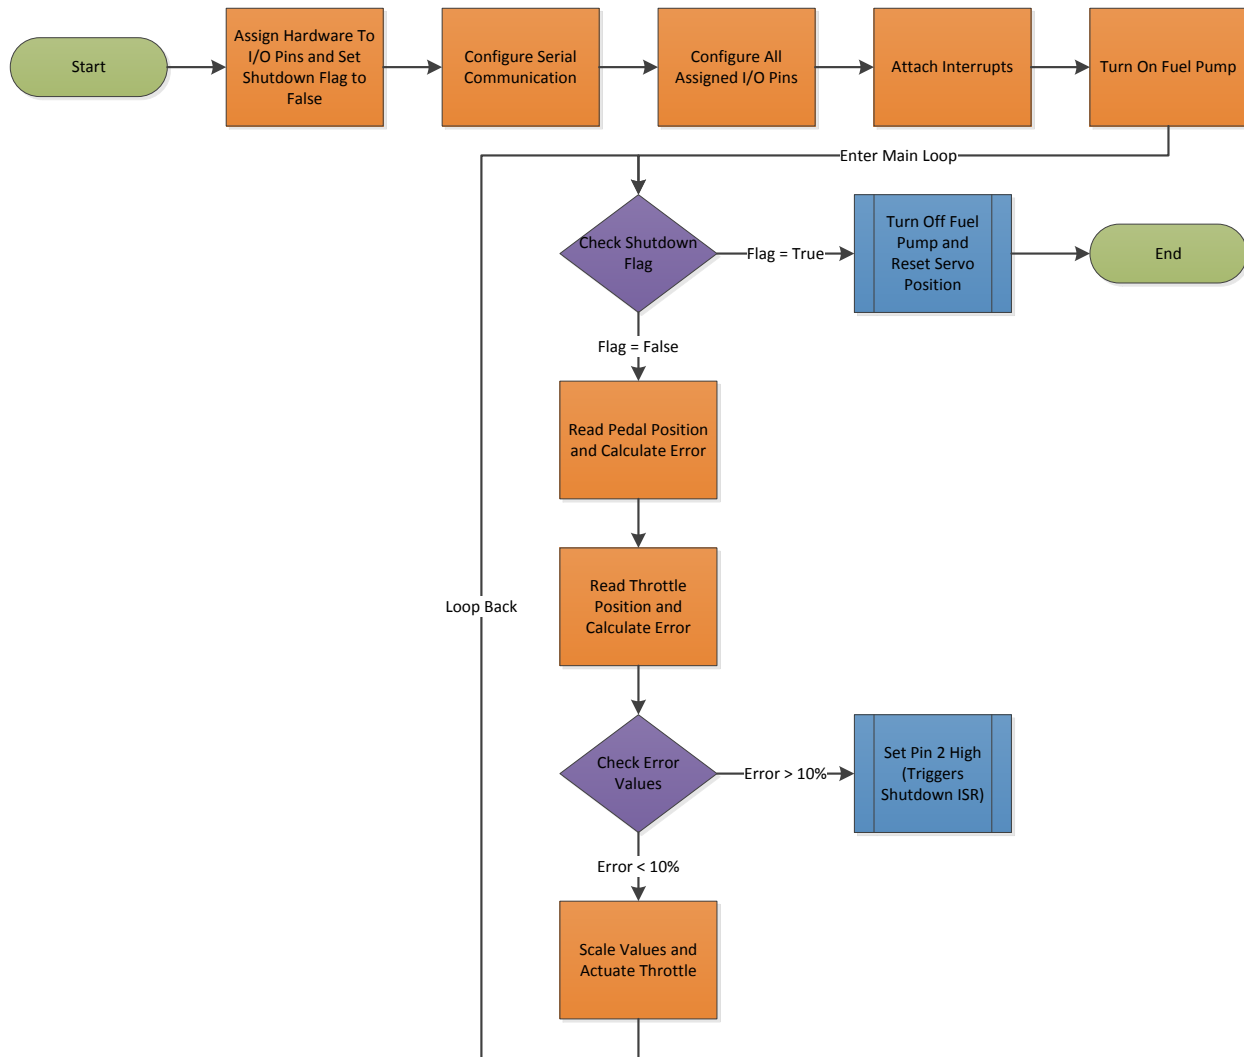 Start
Assign Hardware To
I/O Pins and Set
Shutdown Flag to
False
Configure Serial
Communication
Configure All
Assigned I/O Pins
Attach Interrupts
Turn On Fuel Pump
Enter Main Loop
Check Shutdown
Flag
Flag = True
Turn Off Fuel
Pump and
Reset Servo
Position
End
Flag = False
Read Pedal Position
and Calculate Error
Loop Back
Read Throttle
Position and
Calculate Error
Check Error
Values
Error > 10%
Set Pin 2 High
(Triggers
Shutdown ISR)
Error < 10%
Scale Values and
Actuate Throttle